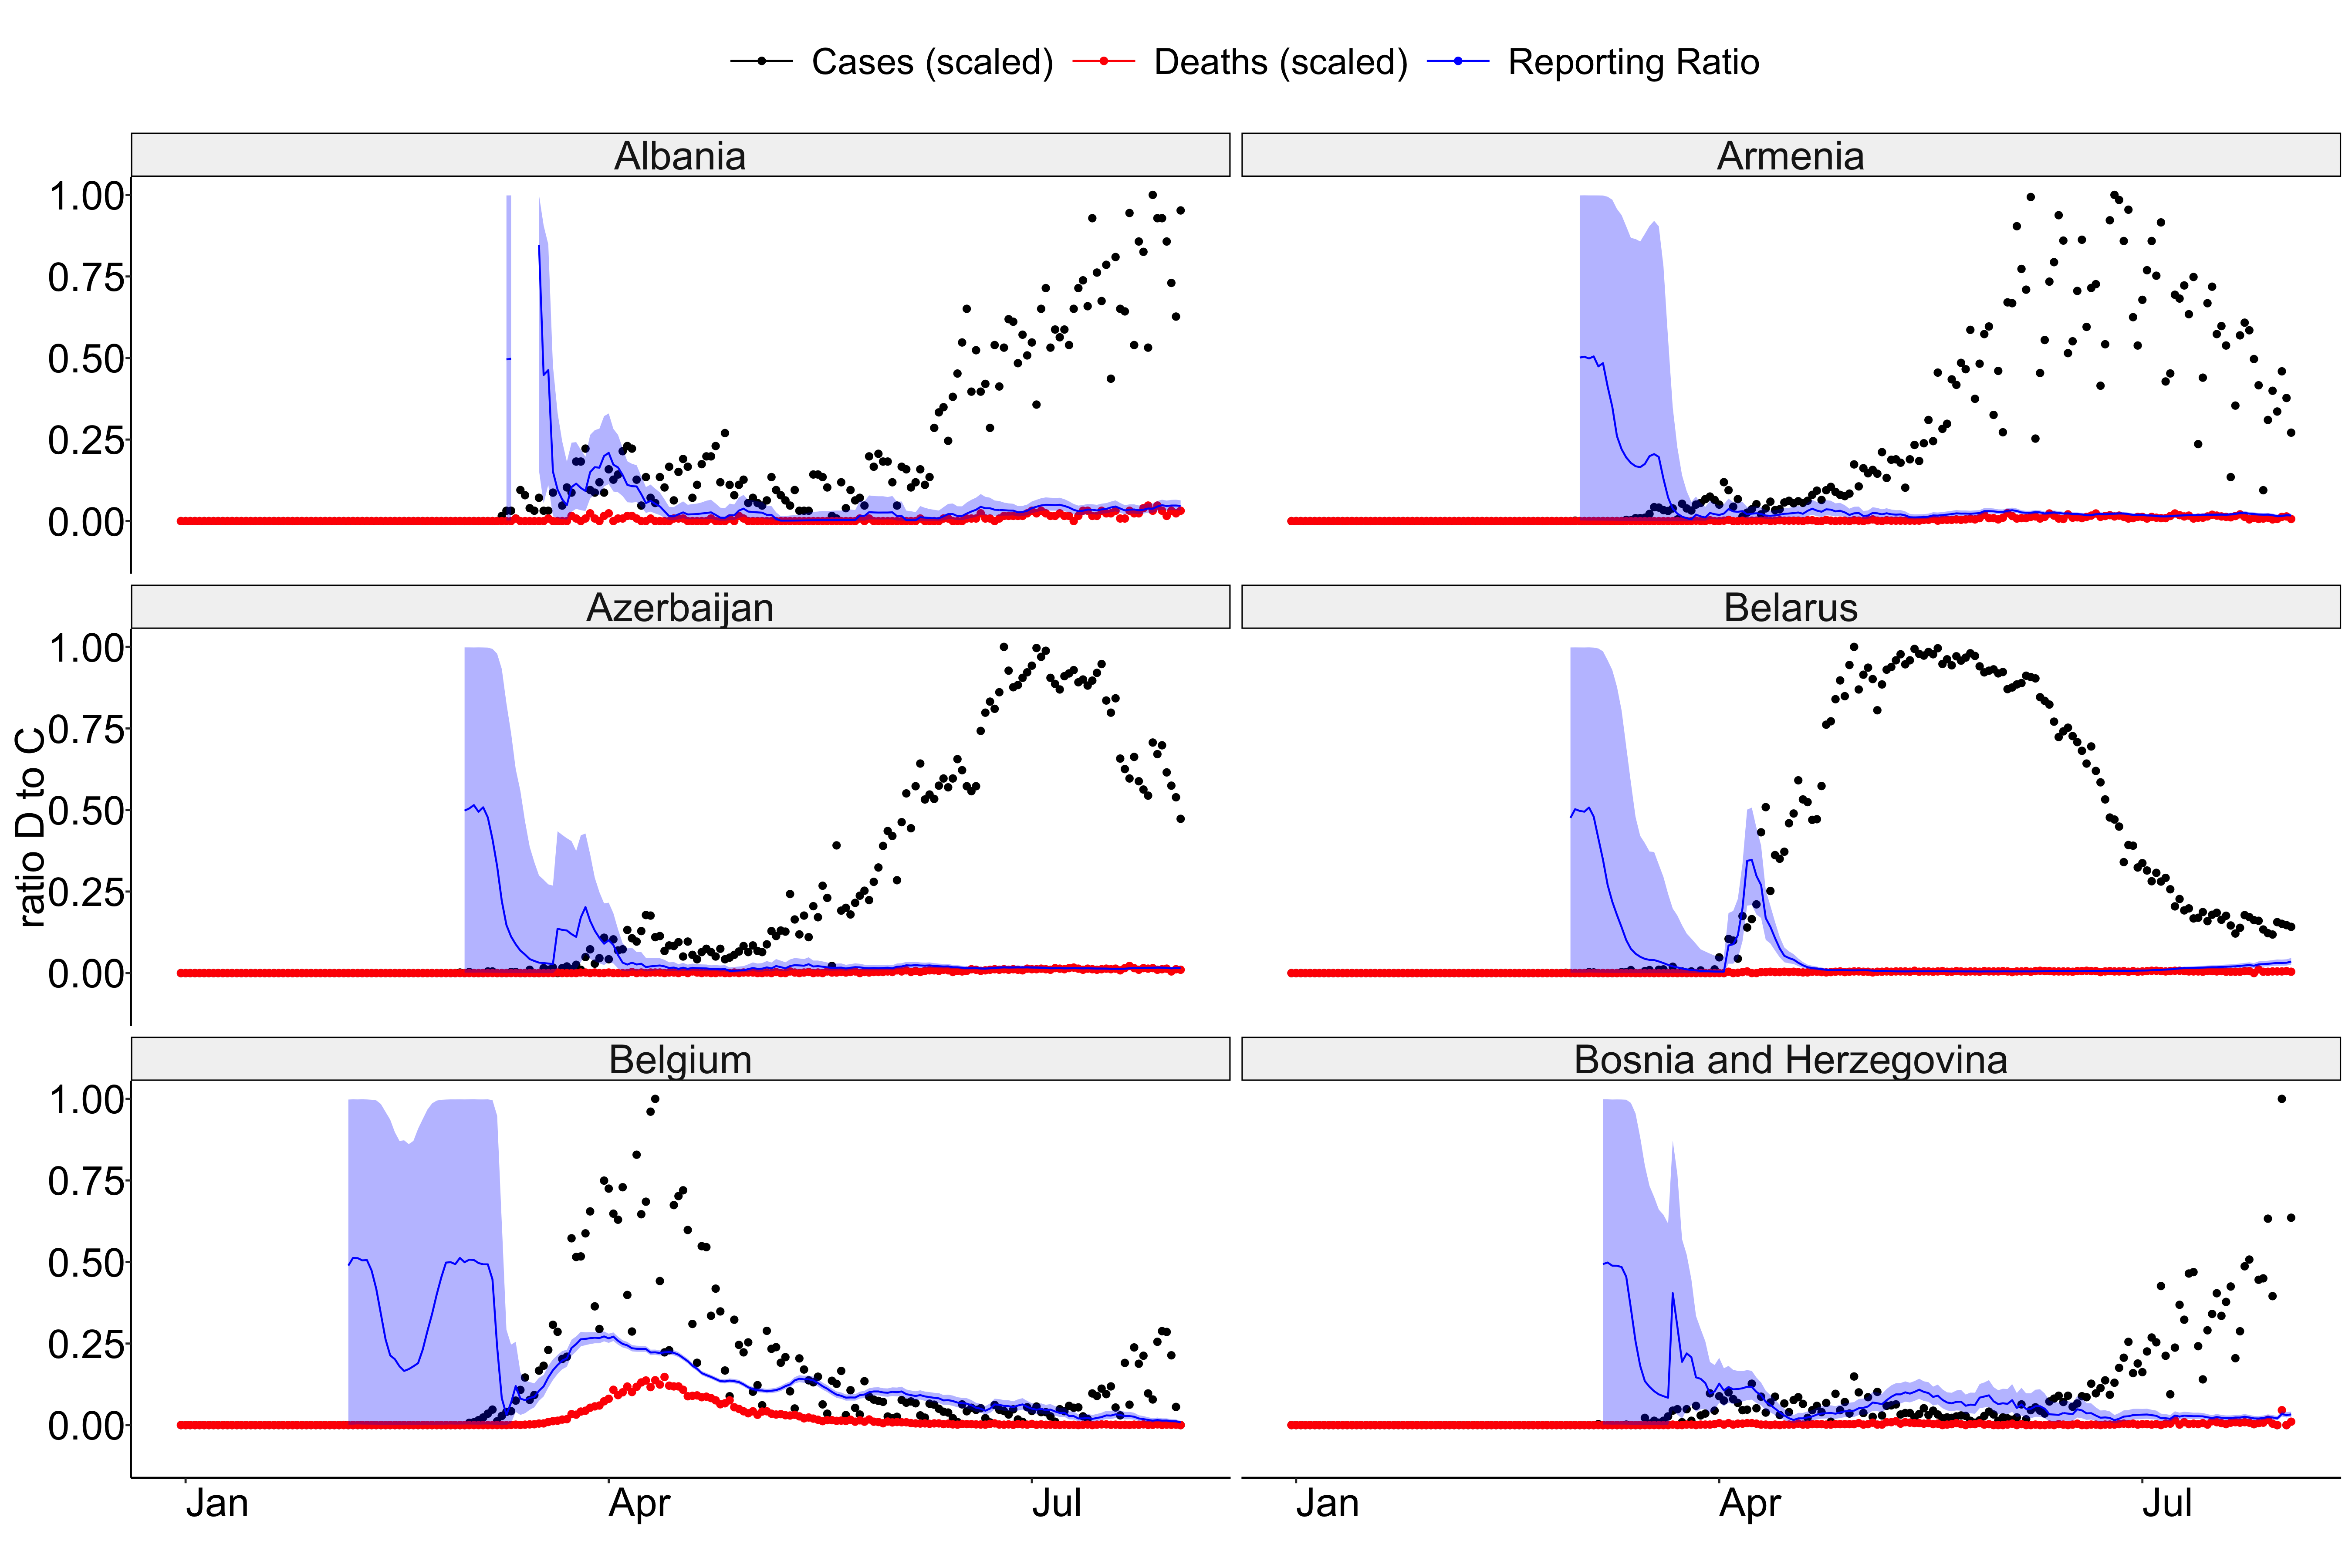 Cases (scaled) Deaths (scaled) Reporting Ratio
Albania Armenia
1.00
0.75
0.50
0.25
0.00
Azerbaijan Belarus
1.00
0.75
0.50
0.25
0.00
ratio D to C
Belgium Bosnia and Herzegovina
1.00
0.75
0.50
0.25
0.00
Jan Apr Jul Jan Apr Jul